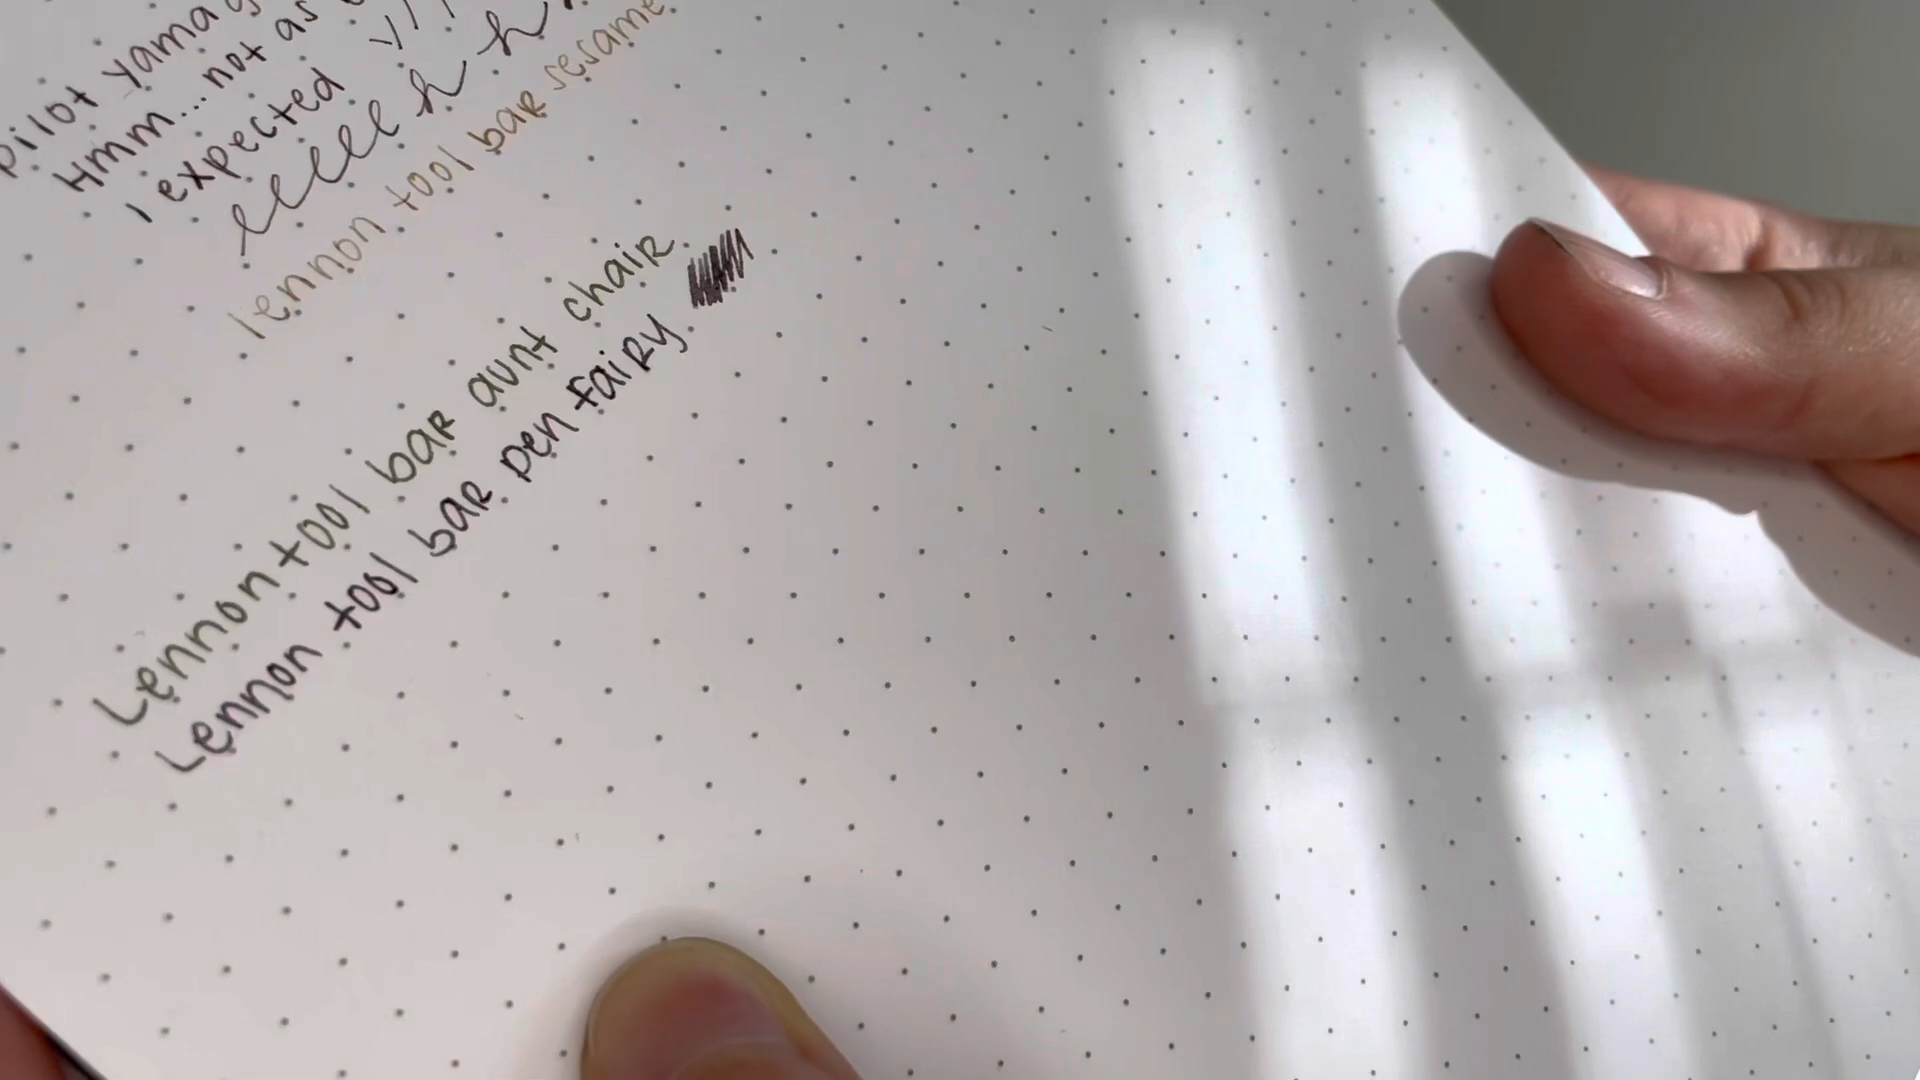 pilot yama
Hmm... not as
I expected
lennon tool bar sesame
Lennon tool bar aunt chair
Lennon tool bar pen fairy